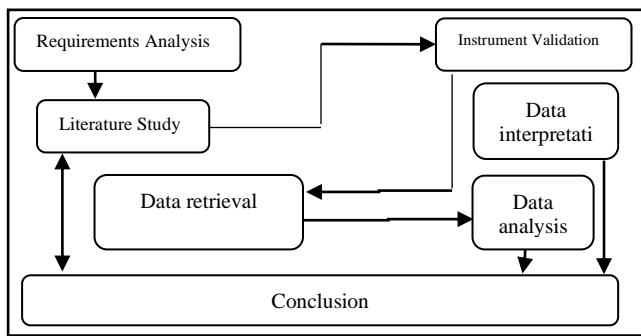 Requirements Analysis
Instrument Validation
Literature Study
Data
interpretati
Data retrieval
Data
analysis
Conclusion